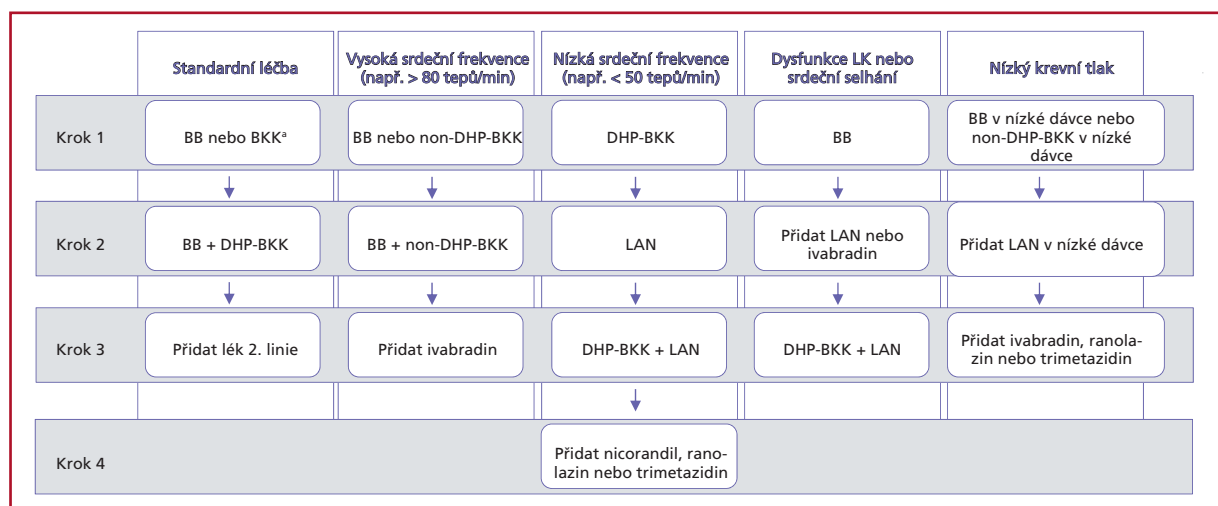 Standardní léčba
Vysoká srdeční frekvence
(např. > 80 tepů/min)
Nízká srdeční frekvence
(např. < 50 tepů/min)
Dysfunkce LK nebo
srdeční selhání
Nízký krevní tlak
Krok 1
BB nebo BKKᵃ
BB nebo non-DHP-BKK
DHP-BKK
BB
BB v nízké dávce nebo
non-DHP-BKK v nízké
dávce
Krok 2
BB + DHP-BKK
BB + non-DHP-BKK
LAN
Přidat LAN nebo
ivabradin
Přidat LAN v nízké dávce
Krok 3
Přidat lék 2. linie
Přidat ivabradin
DHP-BKK + LAN
DHP-BKK + LAN
Přidat ivabradin, ranola-
zin nebo trimetazidin
Krok 4
Přidat nicorandil, rano-
lazin nebo trimetazidin